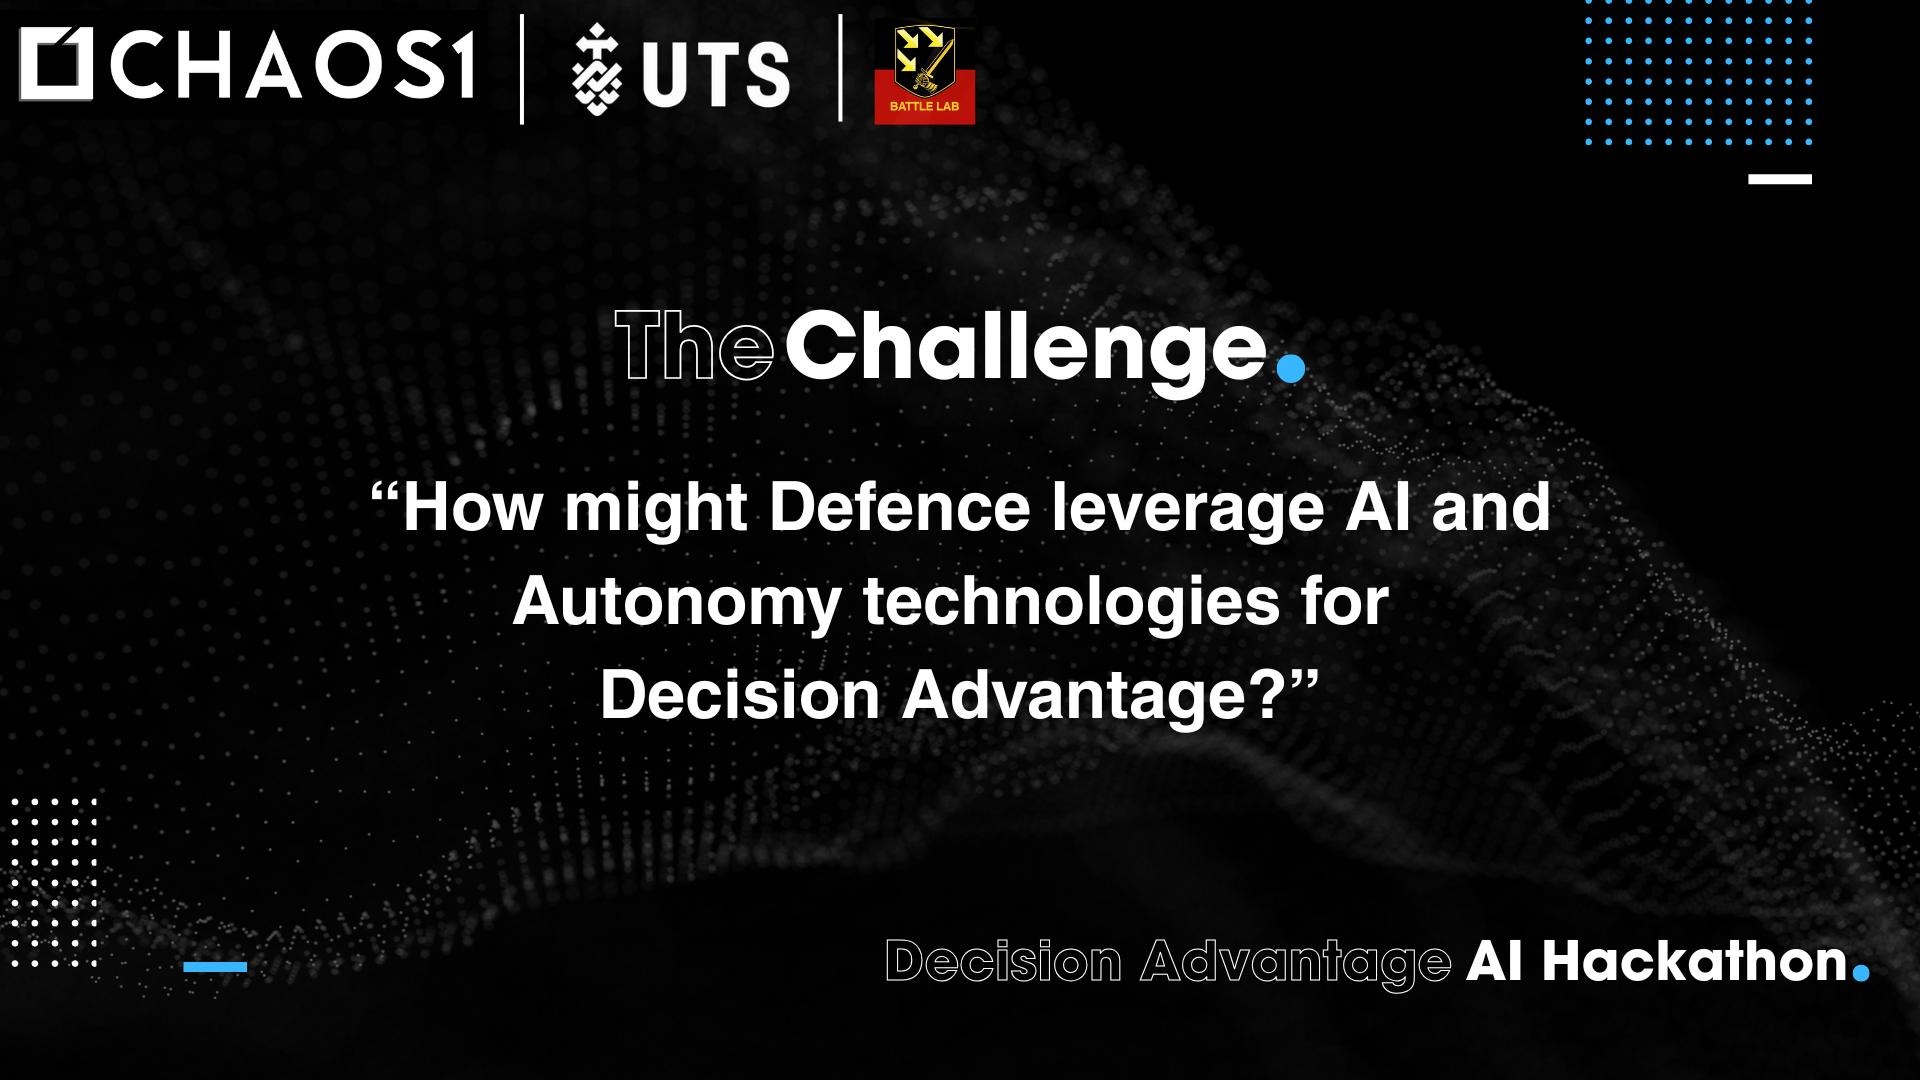 CHAOS1
UTS
BATTLE LAB
The Challenge.
“How might Defence leverage AI and
Autonomy technologies for
Decision Advantage?”
Decision Advantage AI Hackathon.